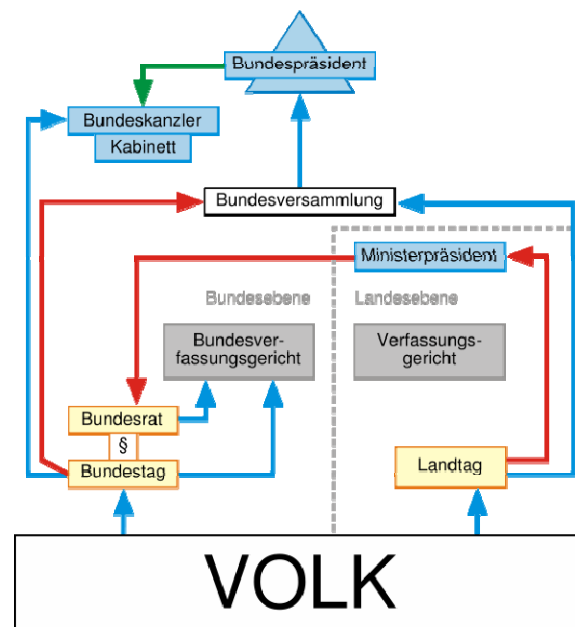 Bundespräsident
Bundeskanzler
Kabinett
Bundesversammlung
Ministerpräsident
Bundesebene
Landesebene
Bundesver-
fassungsgericht
Verfassungs-
gericht
Bundesrat
§
Bundestag
Landtag
VOLK